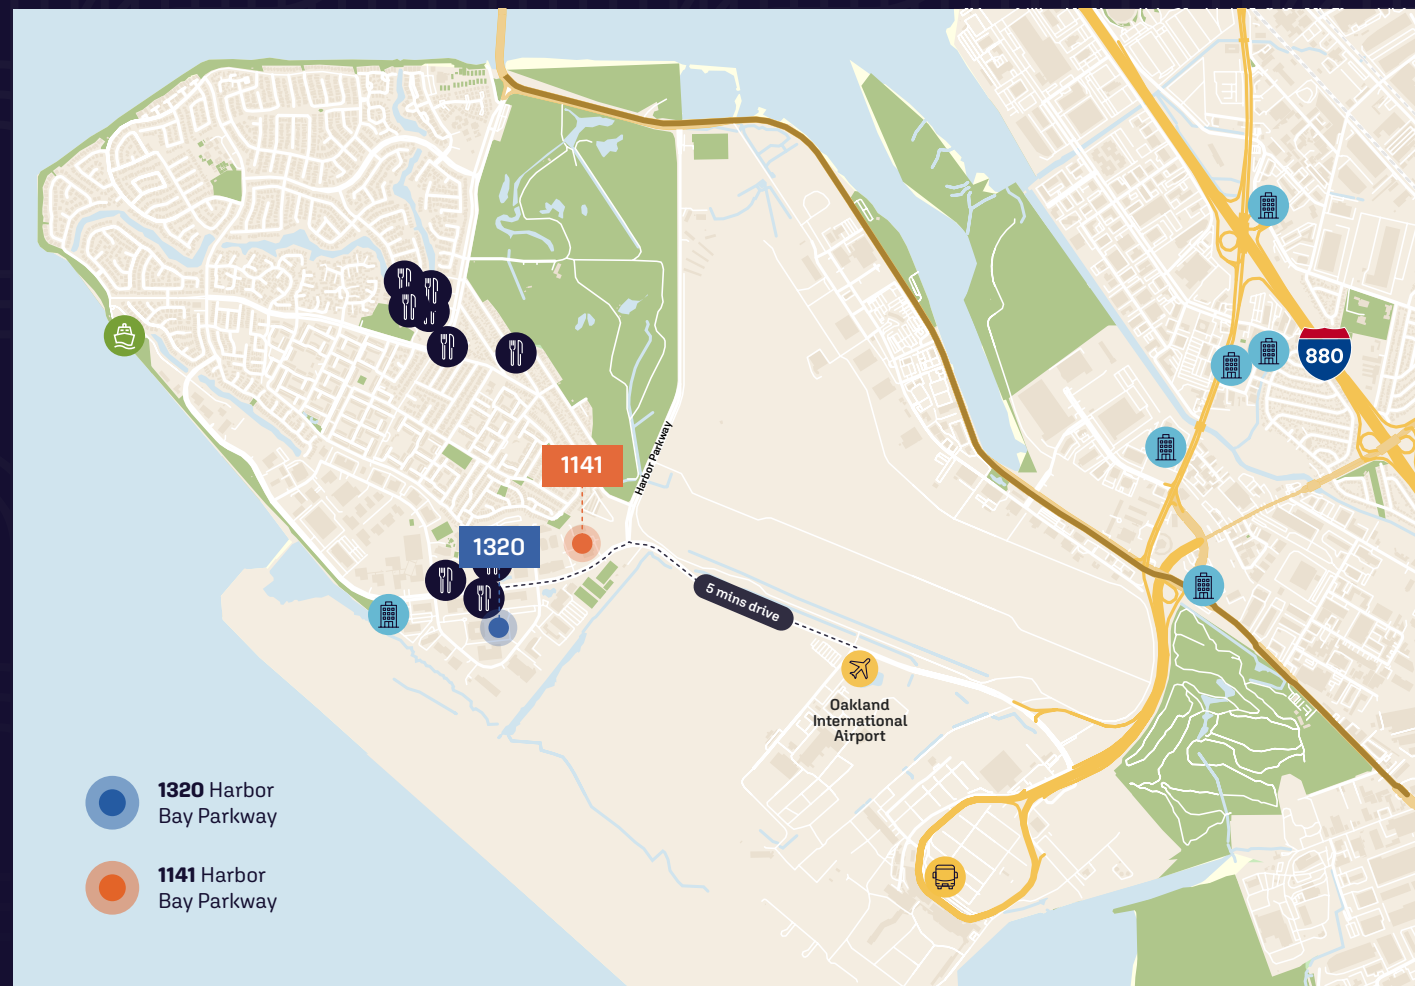 880
1141
Harbor Parkway
1320
5 mins drive
Oakland
International
Airport
1320 Harbor
Bay Parkway
1141 Harbor
Bay Parkway